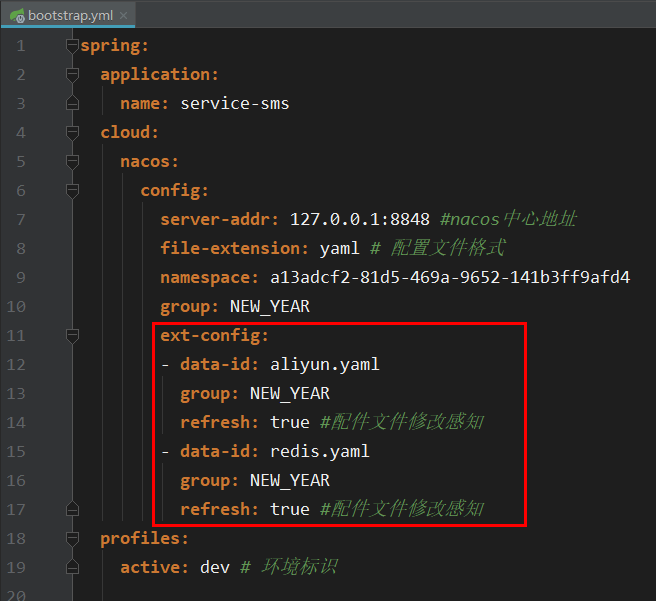 bootstrap.yml
1 spring:
2 application:
3 name: service-sms
4 cloud:
5 nacos:
6 config:
7 server-addr: 127.0.0.1:8848 #nacos中心地址
8 file-extension: yaml # 配置文件格式
9 namespace: a13adcf2-81d5-469a-9652-141b3ff9afd4
10 group: NEW_YEAR
11 ext-config:
12 - data-id: aliyun.yaml
13 group: NEW_YEAR
14 refresh: true #配件文件修改感知
15 - data-id: redis.yaml
16 group: NEW_YEAR
17 refresh: true #配件文件修改感知
18 profiles:
19 active: dev # 环境标识
20